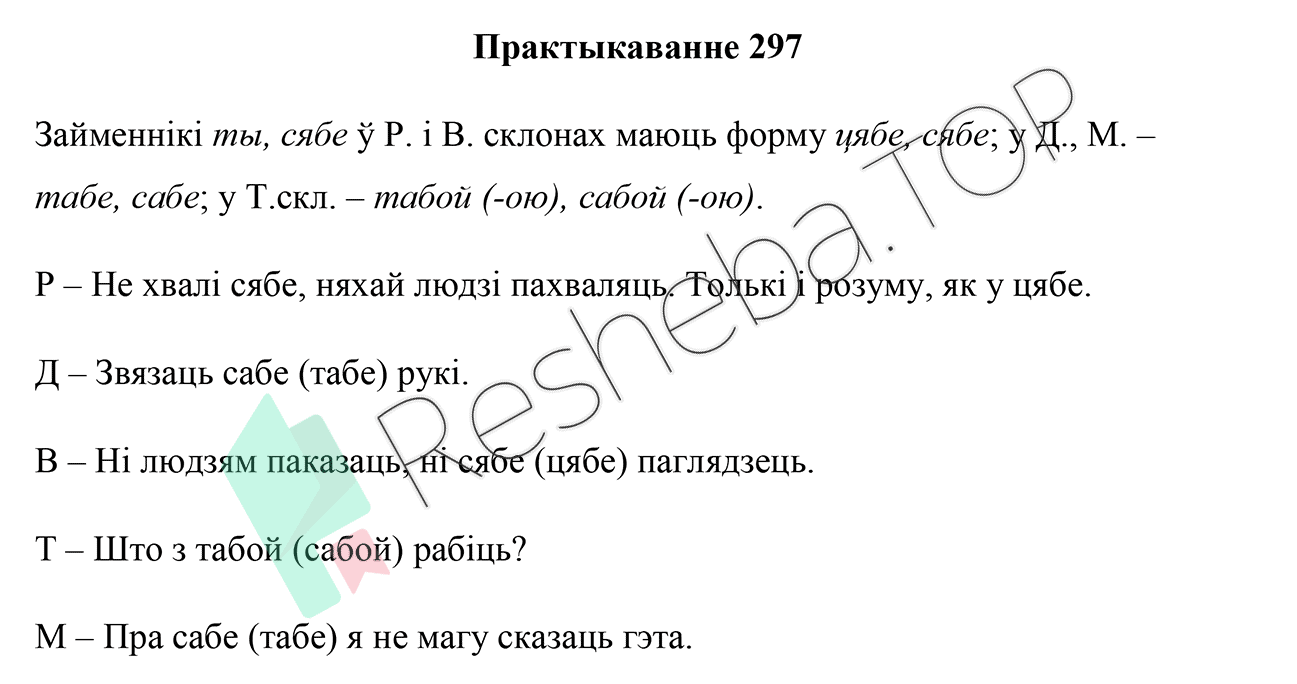 Практыкаванне 297
Займеннікі ты, сябе ў Р. і В. склонах маюць форму цябе, сябе; у Д., М. –
табе, сабе; у Т.скл. – табой (-ою), сабой (-ою).
Р – Не хвалі сябе, няхай людзі пахваляць. Толькі і розуму, як у цябе.
Д – Звязаць сабе (табе) рукі.
В – Ні людзям паказаць, ні сябе (цябе) паглядзець.
Т – Што з табой (сабой) рабіць?
М – Пра сабе (табе) я не магу сказаць гэта.
Resheba.TOP